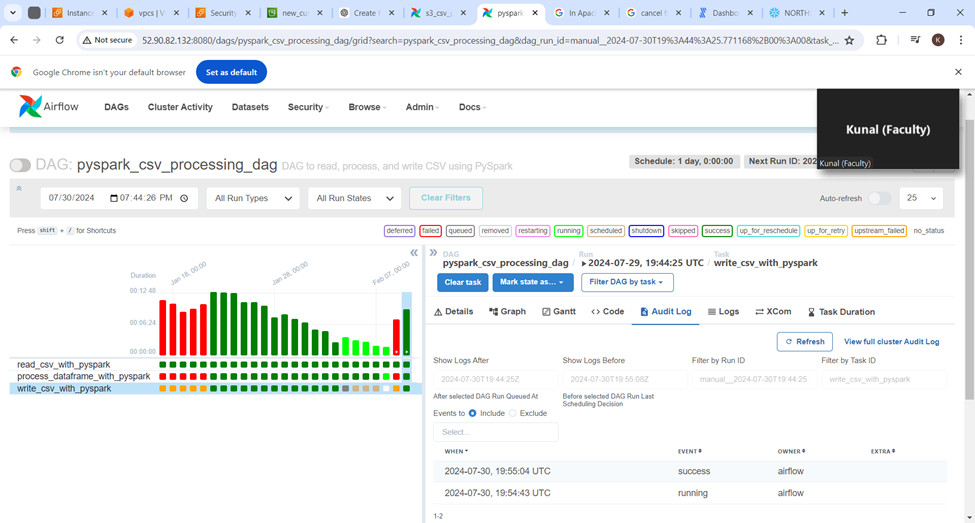 Instance
vpcs | V
Security
new_cu
Create I
s3_csv_
pyspark
In Apac
cancel f
Dashbo
NORTH
Not secure
52.90.82.132:8080/dags/pyspark_csv_processing_dag/grid?search=pyspark_csv_processing_dag&dag_run_id=manual__2024-07-30T19%3A44%3A25.771168%2B00%3A00&task_...
K
Google Chrome isn't your default browser
Set as default
Airflow
DAGs
Cluster Activity
Datasets
Security
Browse
Admin
Docs
Kunal (Faculty)
Kunal (Faculty)
DAG: pyspark_csv_processing_dag DAG to read, process, and write CSV using PySpark
Schedule: 1 day, 0:00:00
Next Run ID: 202
07/30/2024 07:44:26 PM
All Run Types
All Run States
Clear Filters
Auto-refresh
25
Press shift + / for Shortcuts
deferred failed queued removed restarting running scheduled shutdown skipped success up_for_reschedule up_for_retry upstream_failed no_status
Duration
Jan 18, 00:00
Jan 28, 00:00
Feb 07, 00:00
00:12:48
00:06:24
00:00:00
read_csv_with_pyspark
process_dataframe_with_pyspark
write_csv_with_pyspark
DAG
Run
Task
pyspark_csv_processing_dag / 2024-07-29, 19:44:25 UTC / write_csv_with_pyspark
Clear task
Mark state as...
Filter DAG by task
Details
Graph
Gantt
Code
Audit Log
Logs
XCom
Task Duration
Refresh
View full cluster Audit Log
Show Logs After
Show Logs Before
Filter by Run ID
Filter by Task ID
2024-07-30T19:44:25Z
2024-07-30T19:55:08Z
manual__2024-07-30T19:44:25
write_csv_with_pyspark
After selected DAG Run Queued At
Before selected DAG Run Last
Scheduling Decision
Events to Include Exclude
Select...
WHEN
EVENT
OWNER
EXTRA
2024-07-30, 19:55:04 UTC
success
airflow
2024-07-30, 19:54:43 UTC
running
airflow
1-2